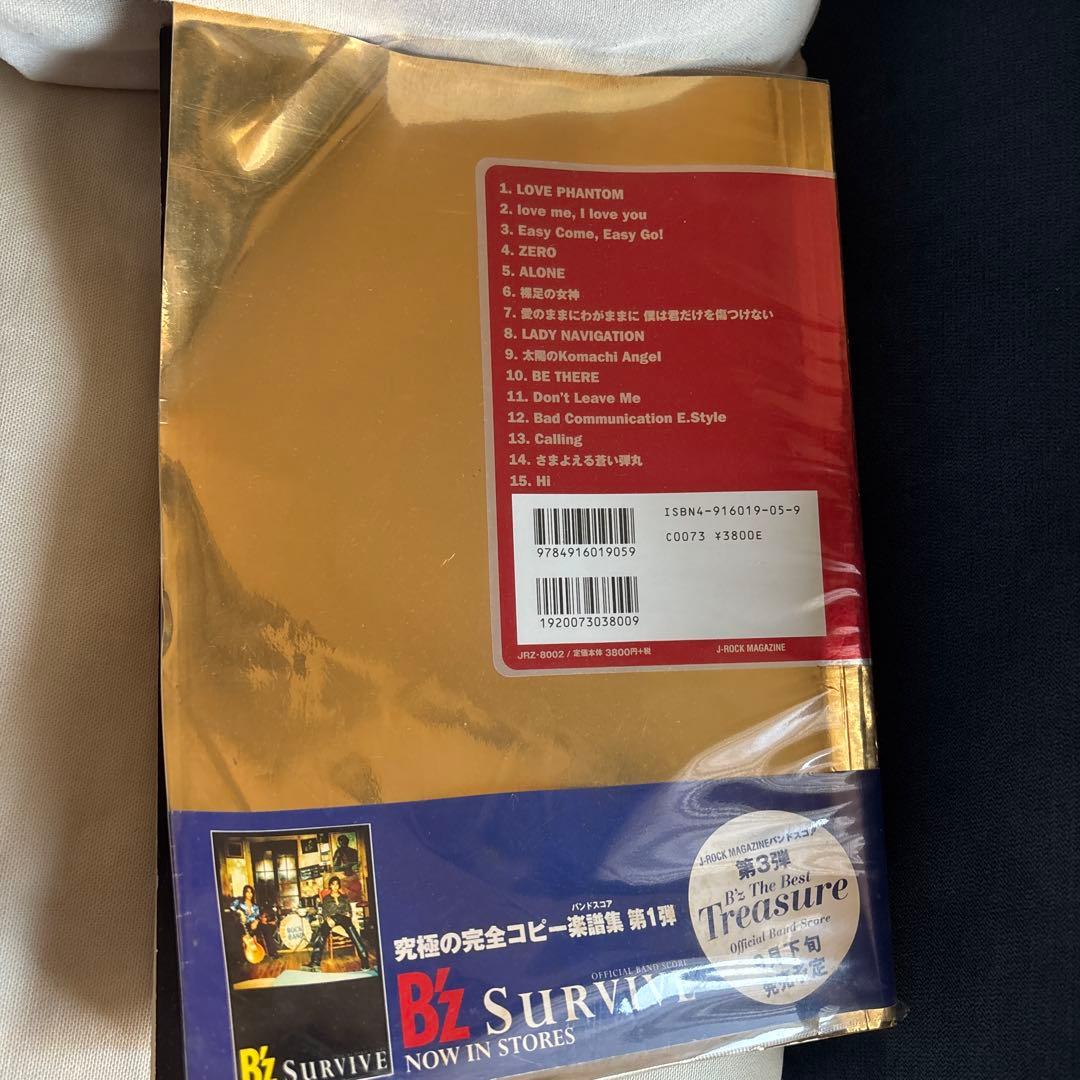 1. LOVE PHANTOM
2. love me, I love you
3. Easy Come, Easy Go!
4. ZERO
5. ALONE
6. 裸足の女神
7. 愛のままにわがままに 僕は君だけを傷つけない
8. LADY NAVIGATION
9. 太陽のKomachi Angel
10. BE THERE
11. Don't Leave Me
12. Bad Communication E.Style
13. Calling
14. さまよえる蒼い弾丸
15. Hi
ISBN4-916019-05-9
C0073 ¥3800E
9784916019059
1920073038009
JRZ-8002 / 定価本体 3800円+税
J-ROCK MAGAZINE
J-ROCK MAGAZINEバンドスコア
第3弾
B'z The Best
Treasure
Official Band Score
月下旬
発売予定
バンドスコア
究極の完全コピー楽譜集 第1弾
OFFICIAL BAND SCORE
B'z SURVIVE
NOW IN STORES
B'z SURVIVE